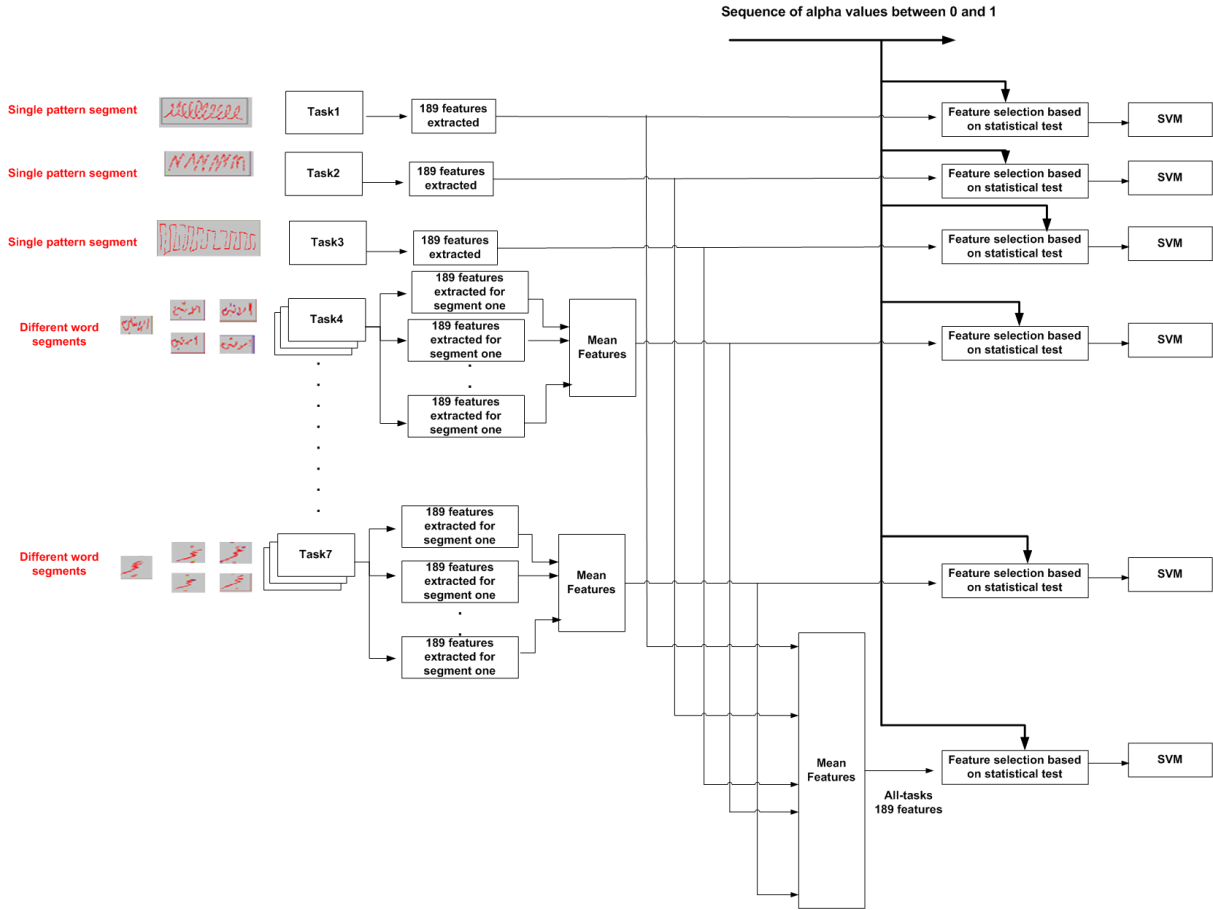 Sequence of alpha values between 0 and 1
Single pattern segment
Task1
189 features
extracted
Feature selection based
on statistical test
SVM
Single pattern segment
Task2
189 features
extracted
Feature selection based
on statistical test
SVM
Single pattern segment
Task3
189 features
extracted
Feature selection based
on statistical test
SVM
Different word
segments
Task4
189 features
extracted for
segment one
189 features
extracted for
segment one
189 features
extracted for
segment one
Mean
Features
Feature selection based
on statistical test
SVM
Different word
segments
Task7
189 features
extracted for
segment one
189 features
extracted for
segment one
189 features
extracted for
segment one
Mean
Features
Feature selection based
on statistical test
SVM
Mean
Features
All-tasks
189 features
Feature selection based
on statistical test
SVM